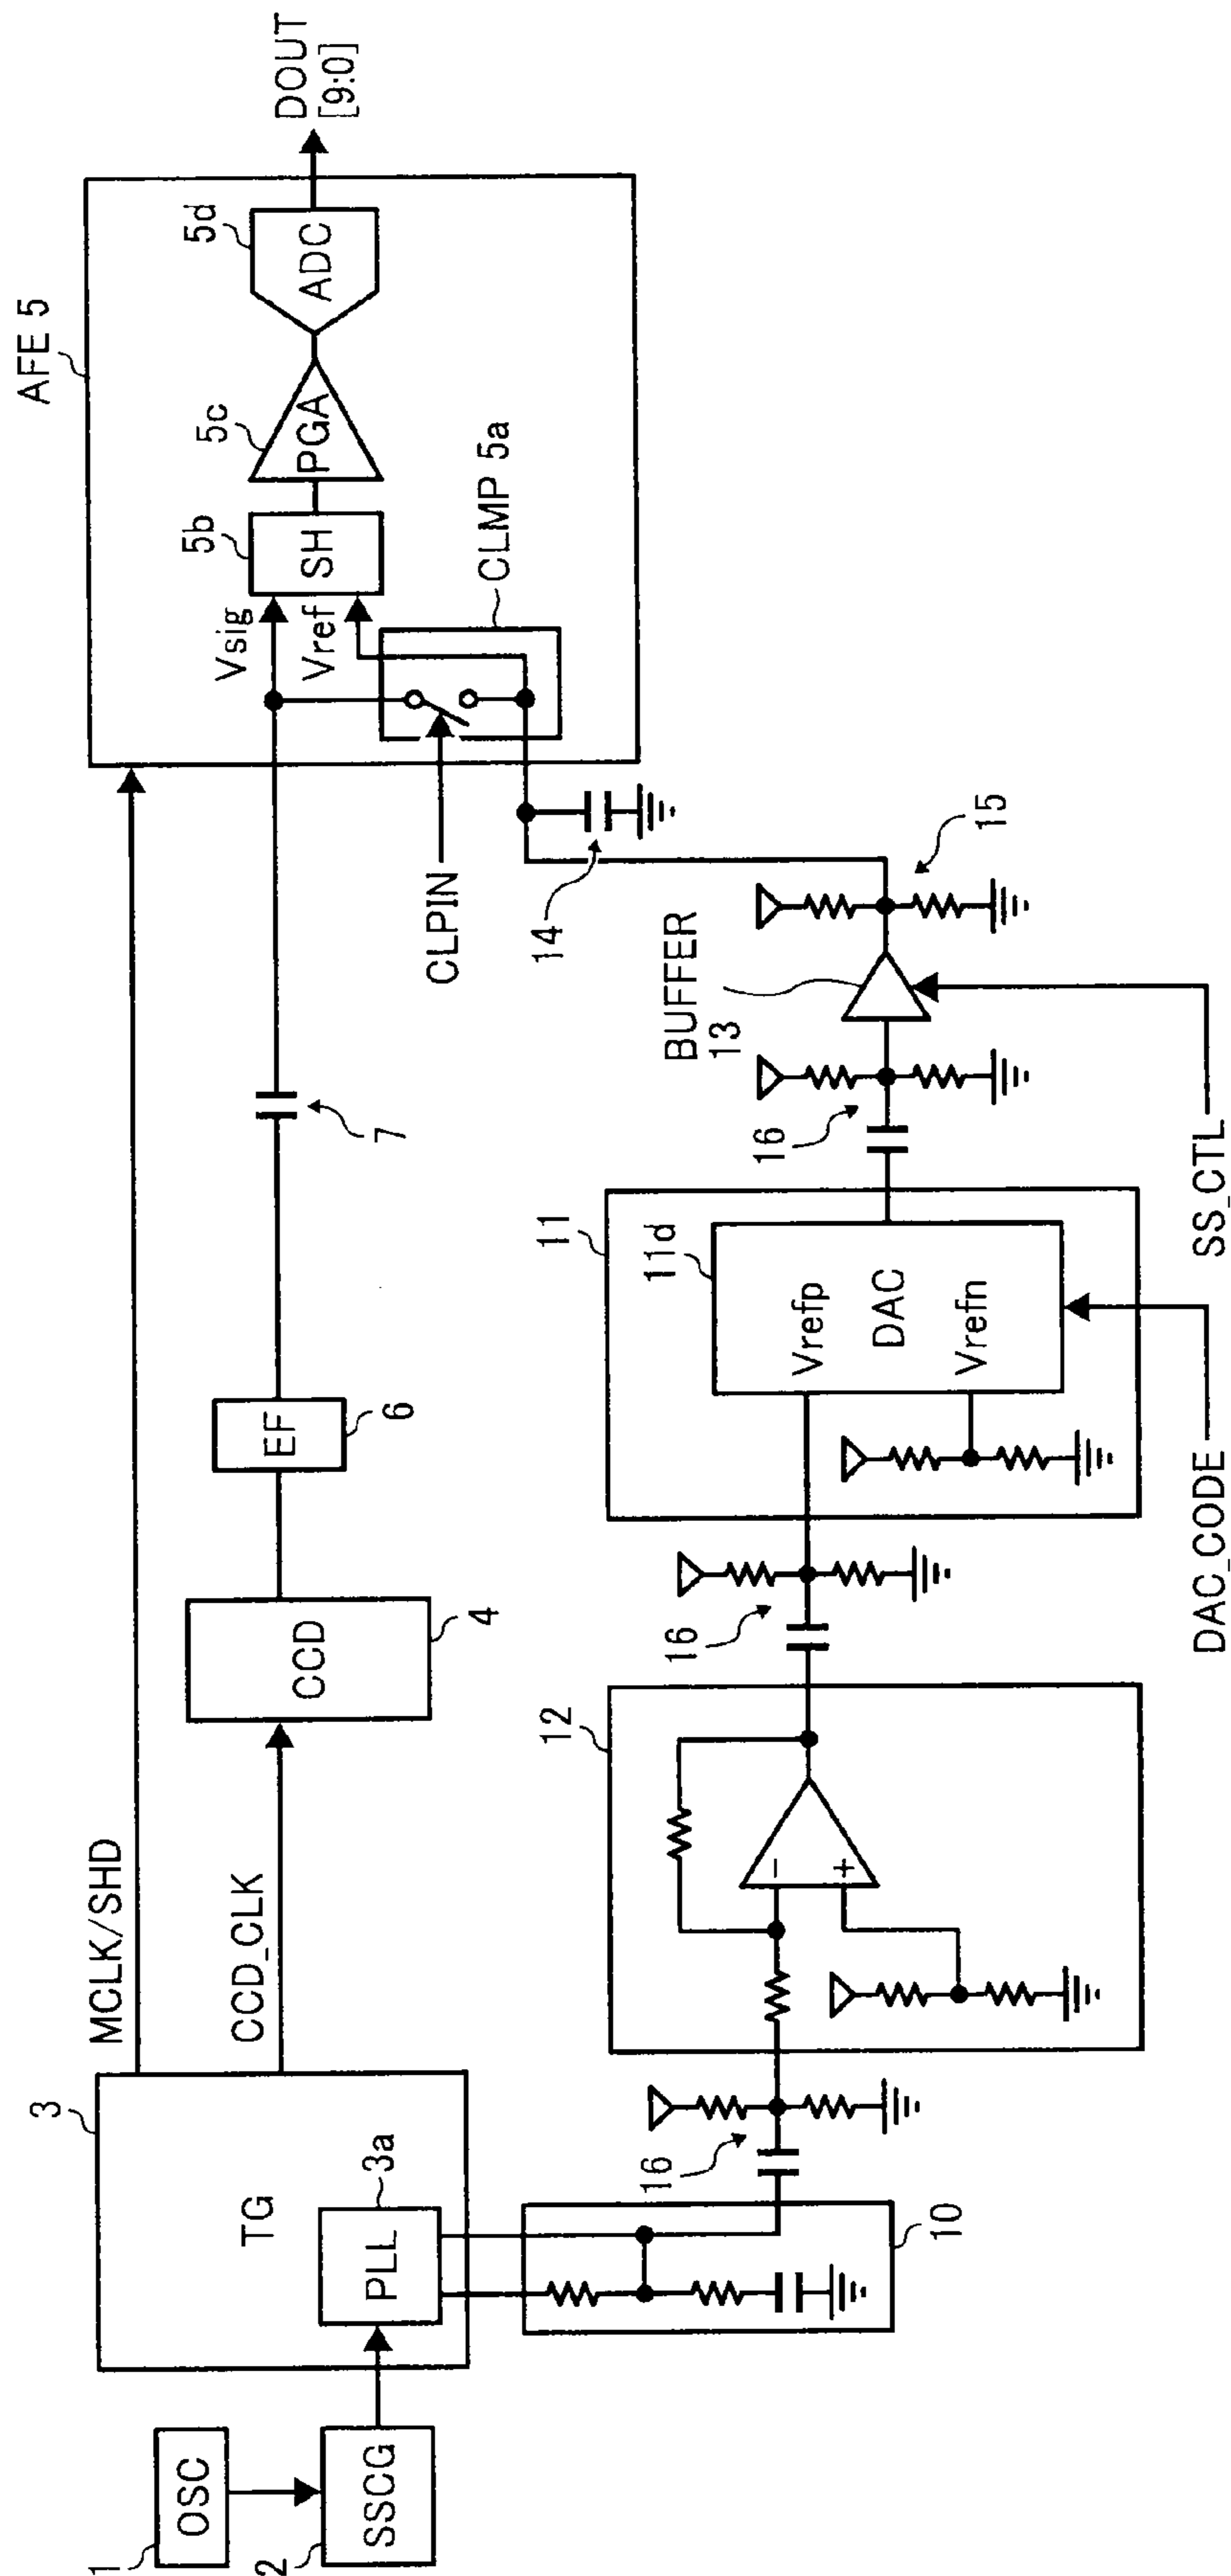 1
OSC
2
SSCG
3
TG
PLL
3a
MCLK/SHD
CCD_CLK
CCD
4
EF
6
7
AFE 5
Vsig
Vref
5b
SH
5c
PGA
5d
ADC
DOUT
[9:0]
CLMP 5a
CLPIN
14
10
16
12
−
+
16
11
11d
Vrefp
DAC
Vrefn
16
BUFFER
13
15
DAC_CODE
SS_CTL